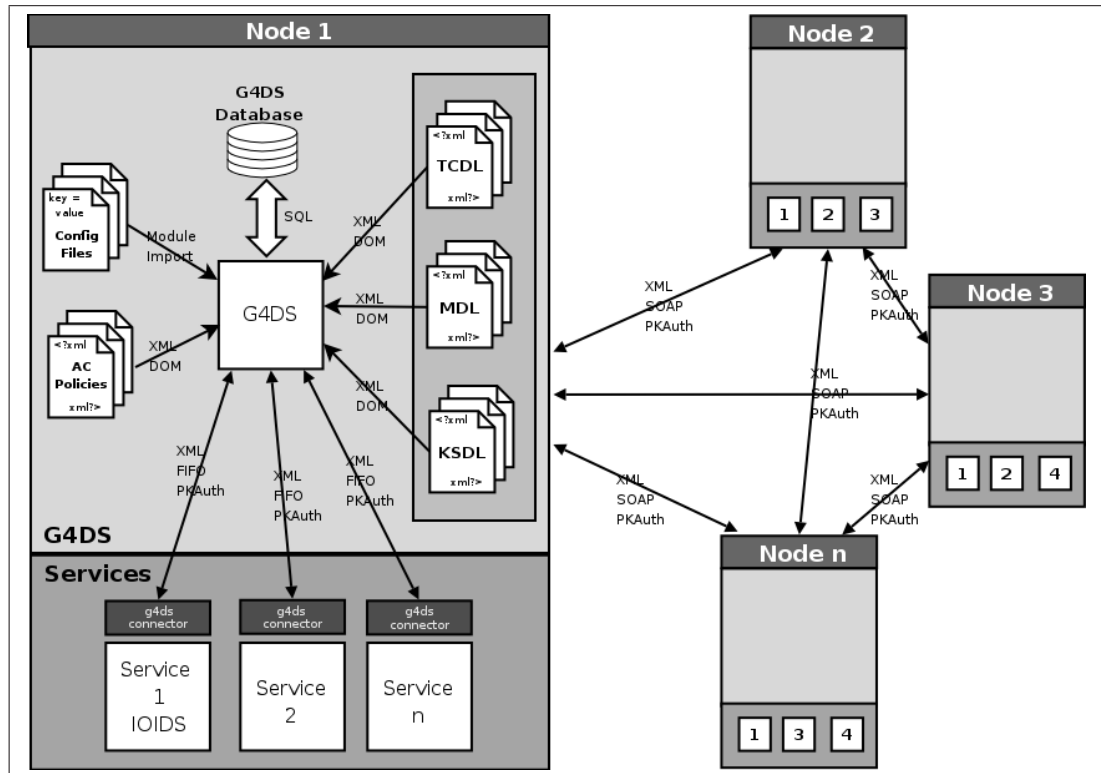 Node 1
G4DS
Database
key =
value
Config
Files
Module
Import
SQL
<?xml
TCDL
xml?>
XML
DOM
G4DS
<?xml
MDL
xml?>
XML
DOM
<?xml
AC
Policies
xml?>
XML
DOM
<?xml
KSDL
xml?>
XML
DOM
XML
FIFO
PKAuth
XML
FIFO
PKAuth
XML
FIFO
PKAuth
G4DS
Services
g4ds
connector
g4ds
connector
g4ds
connector
Service
1
IOIDS
Service
2
Service
n
Node 2
1 2 3
XML
SOAP
PKAuth
XML
SOAP
PKAuth
Node 3
1 2 4
XML
SOAP
PKAuth
XML
SOAP
PKAuth
XML
SOAP
PKAuth
Node n
1 3 4